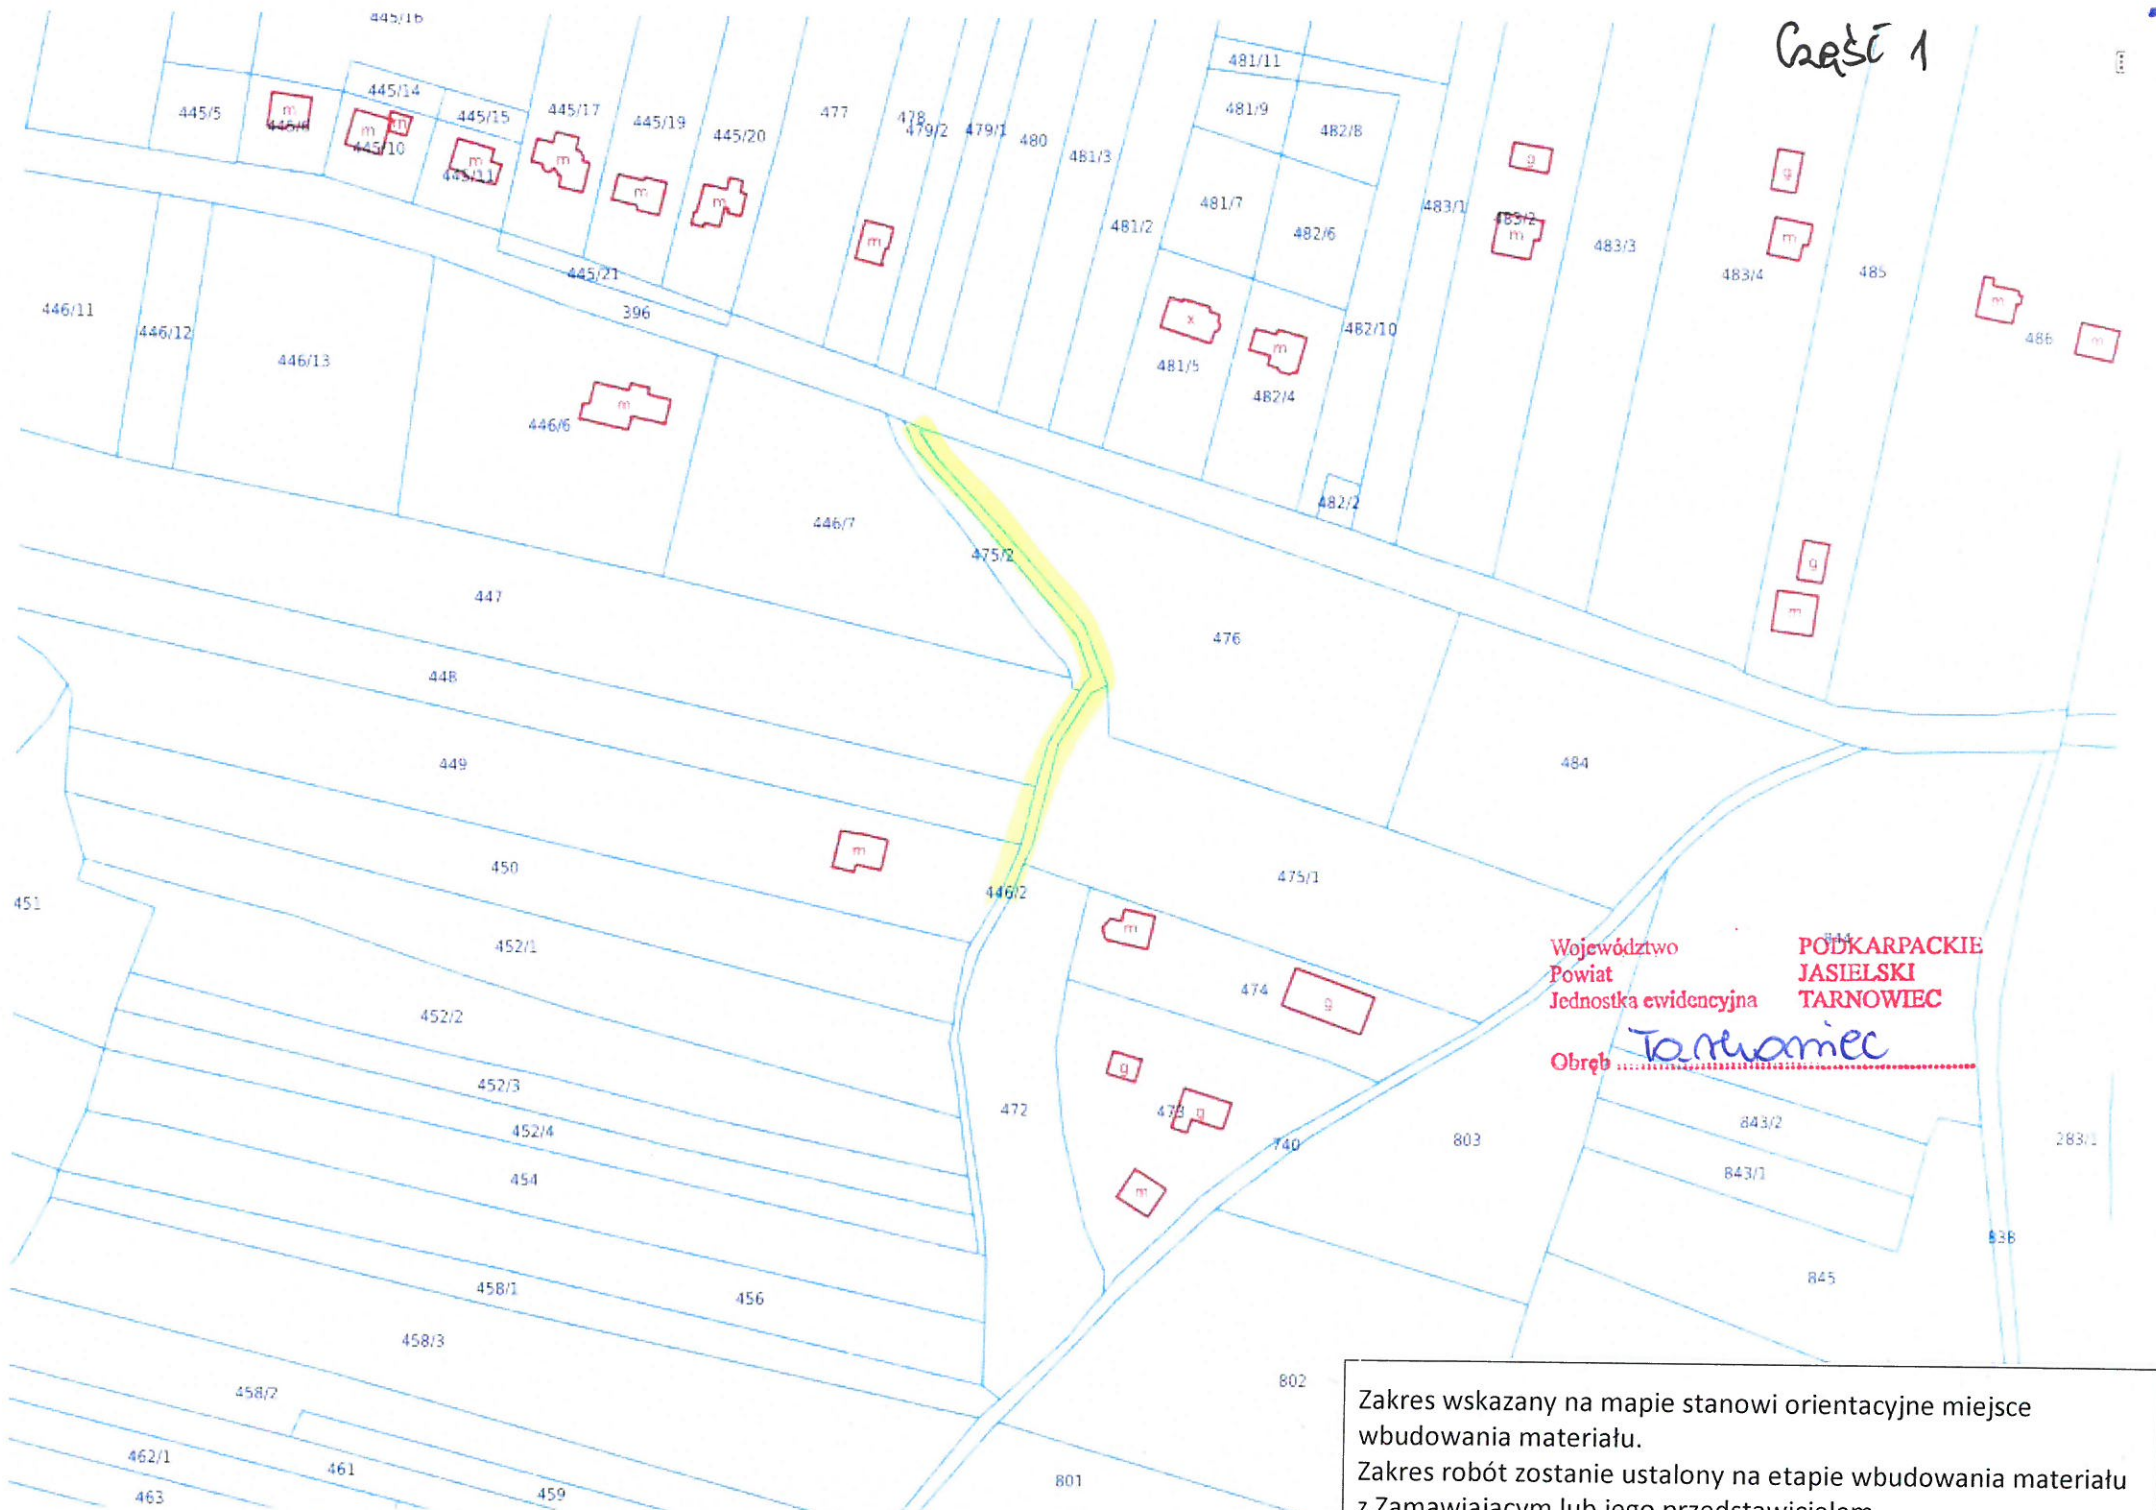 Część 1
445/16
481/11
445/14
445/5
445/15
445/17
445/19
445/20
477
478
479/2
479/1
480
481/3
481/9
482/8
m
m
m
445/10
m
445/11
m
m
m
g
g
481/7
481/2
482/6
483/1
483/2
m
483/3
m
483/4
485
m
445/21
396
446/11
446/12
446/13
m
486
m
x
m
482/10
481/5
482/4
m
446/6
482/2
446/7
475/2
g
447
m
476
448
449
484
m
450
446/2
475/1
451
m
452/1
Województwo PODKARPACKIE
Powiat JASIELSKI
Jednostka ewidencyjna TARNOWIEC
Obręb Tarnowiec
474
g
452/2
g
452/3
472
473
g
452/4
740
803
843/2
283/1
454
m
843/1
838
845
458/1
456
458/3
458/2
802
462/1
461
459
463
801
Zakres wskazany na mapie stanowi orientacyjne miejsce
wbudowania materiału.
Zakres robót zostanie ustalony na etapie wbudowania materiału
z Zamawiającym lub jego przedstawicielem